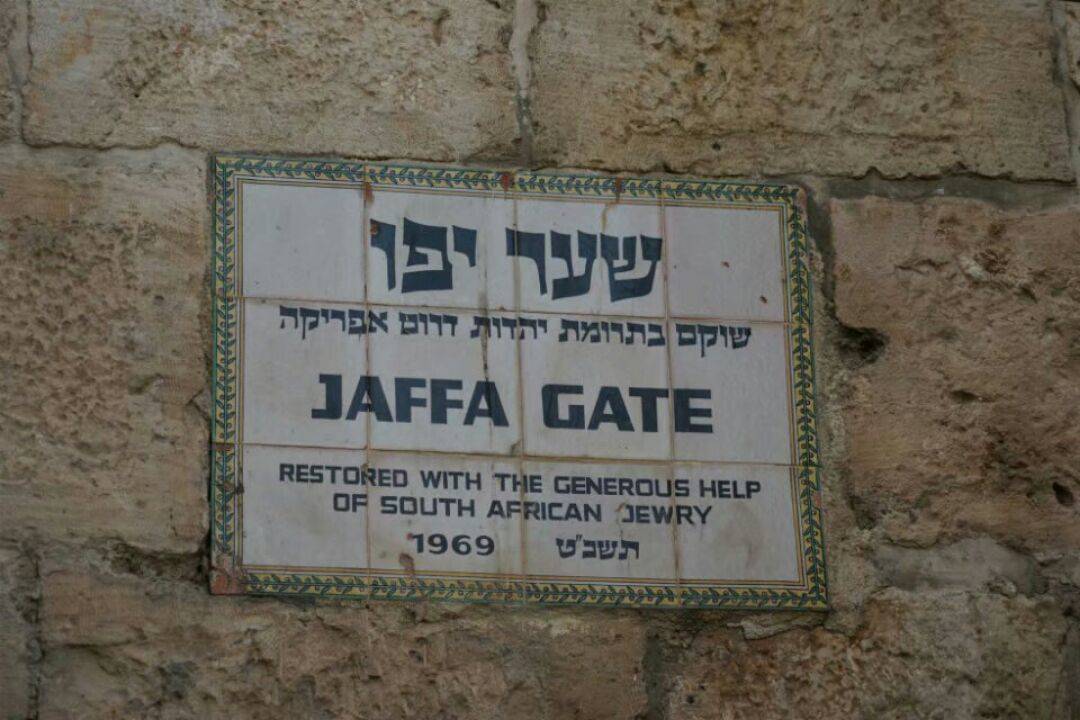 שער יפו
שוקם בתרומת יהדות דרום אפריקה
JAFFA GATE
RESTORED WITH THE GENEROUS HELP
OF SOUTH AFRICAN JEWRY
1969 תשכ"ט